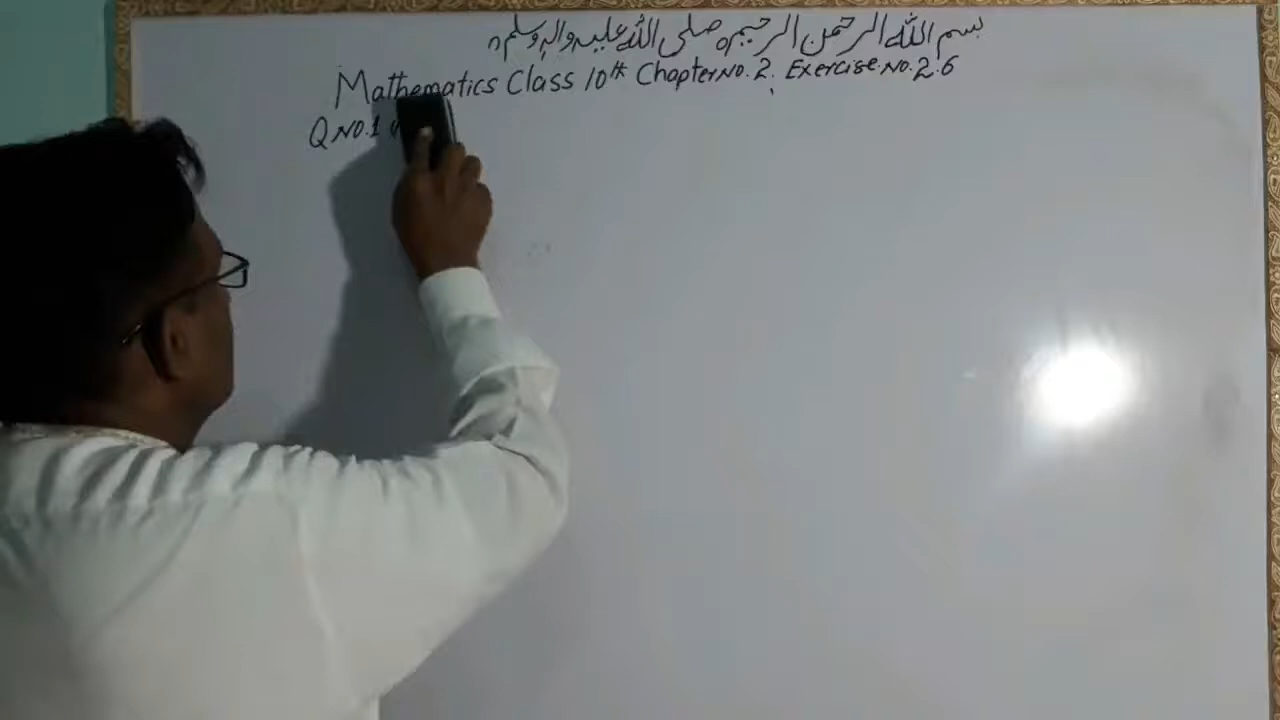 بسم اللہ الرحمن الرحیم صلی اللہ علیہ والہ وسلم
Mathematics Class 10th Chapter No. 2. Exercise.No.2.6
Q NO.1